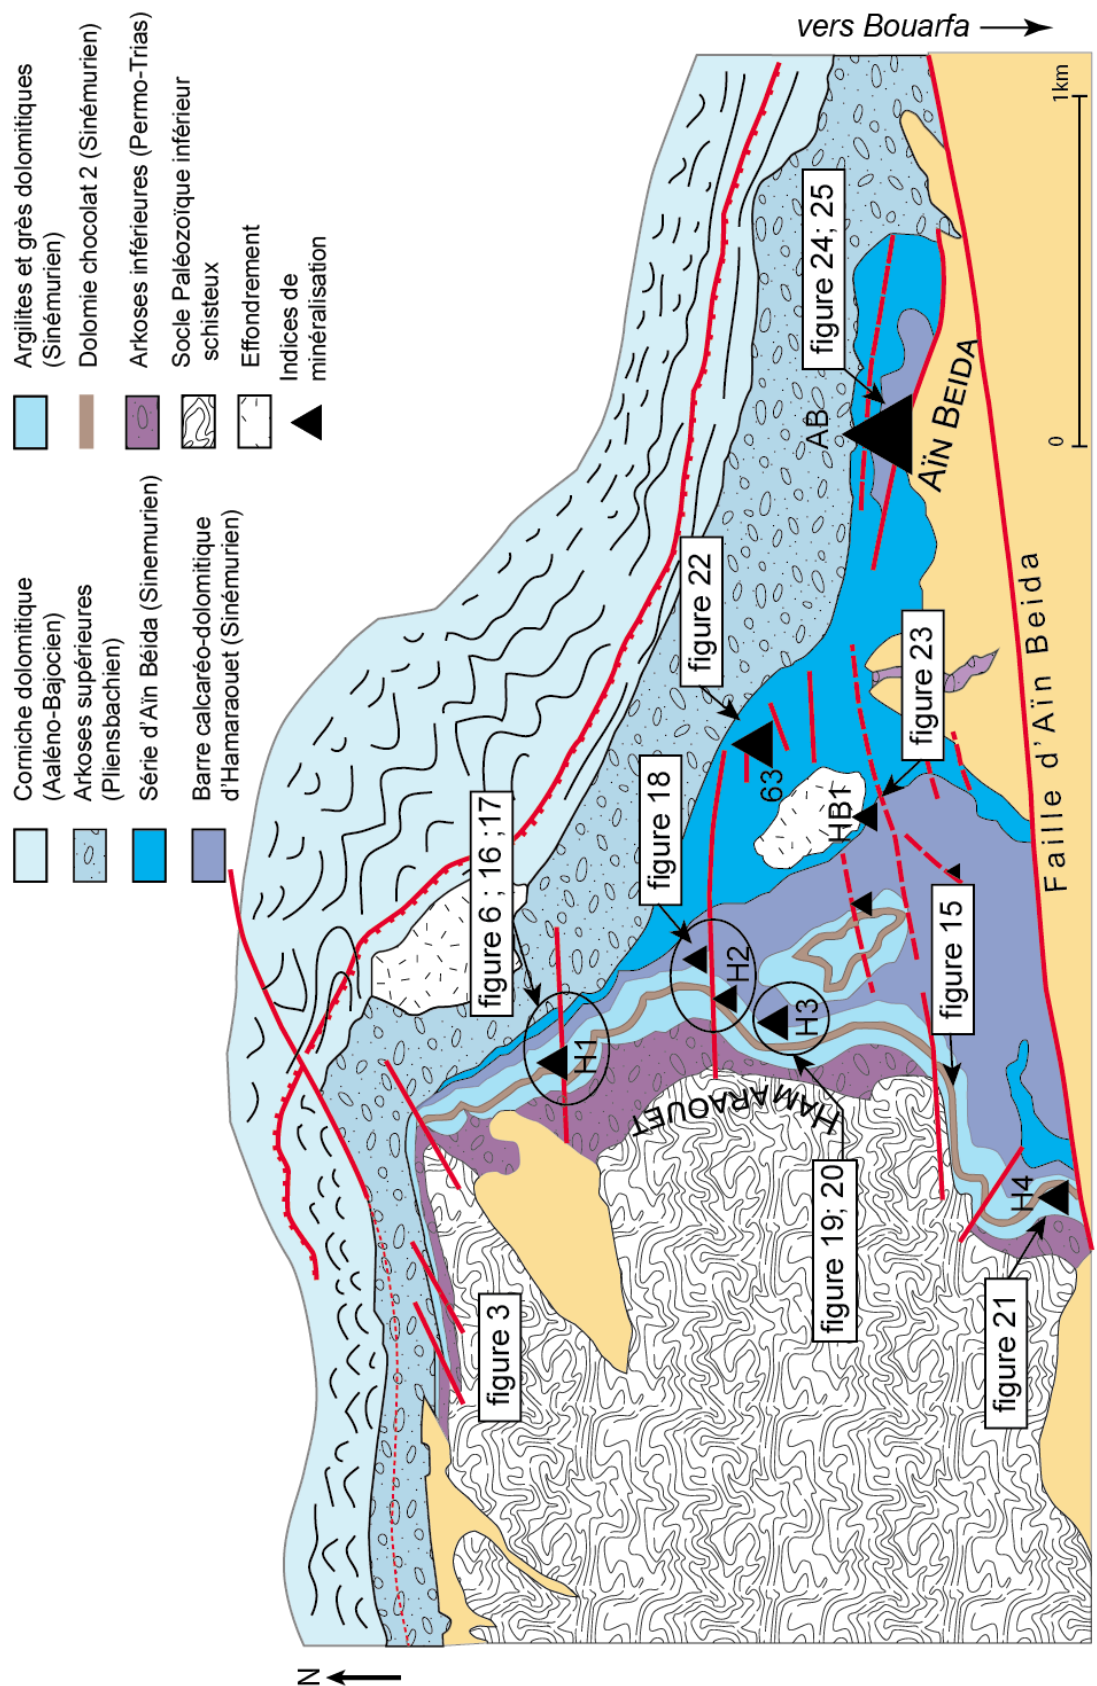 Corniche dolomitique
(Aaléno-Bajocien)
Arkoses supérieures
(Pliensbachien)
Série d'Aïn Béida (Sinemurien)
Barre calcaréo-dolomitique
d'Hamaraouet (Sinémurien)
Argilites et grès dolomitiques
(Sinémurien)
Dolomie chocolat 2 (Sinémurien)
Arkoses inférieures (Permo-Trias)
Socle Paléozoïque inférieur
schisteux
Effondrement
Indices de
minéralisation
N
vers Bouarfa
figure 3
figure 6 ; 16 ;17
H1
figure 18
H2
H3
HAMARAOUET
figure 19; 20
figure 15
H4
figure 21
figure 22
63
HB1
figure 23
figure 24; 25
AB
AÏN BEIDA
Faille d'Aïn Beida
0
1km